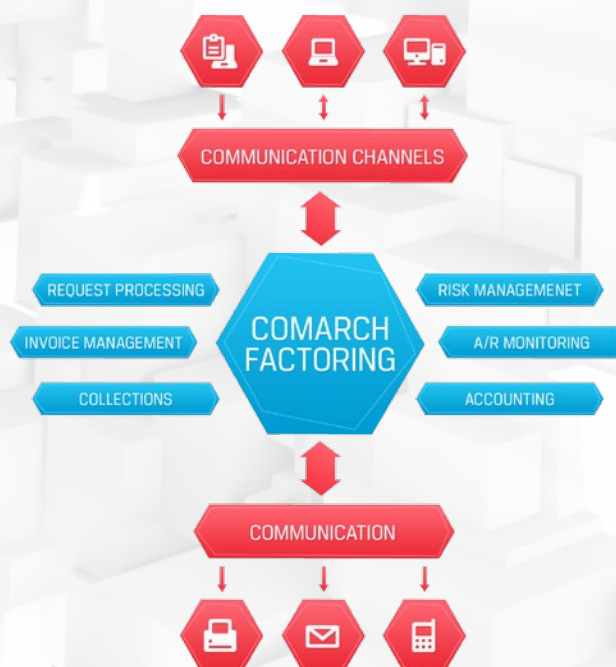 COMMUNICATION CHANNELS
REQUEST PROCESSING
RISK MANAGEMENET
INVOICE MANAGEMENT
COMARCH
FACTORING
A/R MONITORING
COLLECTIONS
ACCOUNTING
COMMUNICATION